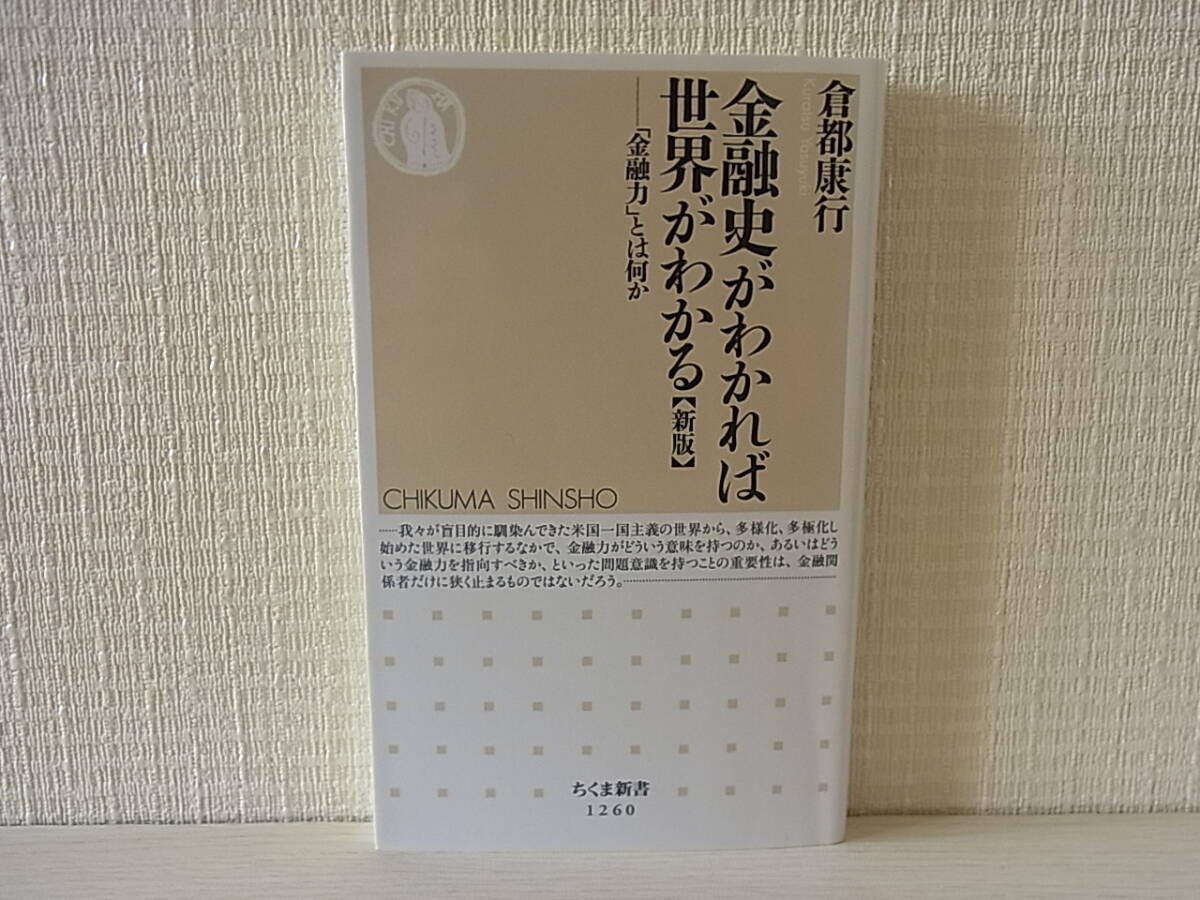 倉都康行
Kurato Yasuyuki
金融史がわかれば
世界がわかる【新版】
――「金融力」とは何か
CHIKUMA SHINSHO
……我々が盲目的に馴染んできた米国一国主義の世界から、多様化、多極化し
始めた世界に移行するなかで、金融力がどういう意味を持つのか、あるいはどう
いう金融力を指向すべきか、といった問題意識を持つことの重要性は、金融関
係者だけに狭く止まるものではないだろう。……
ちくま新書
1260